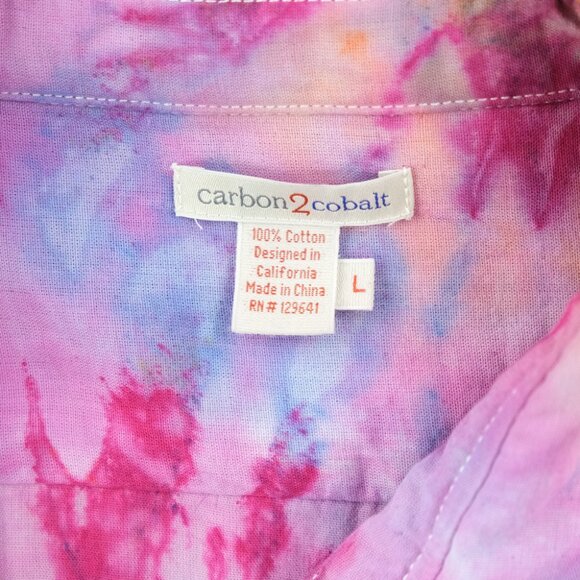 carbon2cobalt
100% Cotton
Designed in
California
Made in China
RN# 129641
L